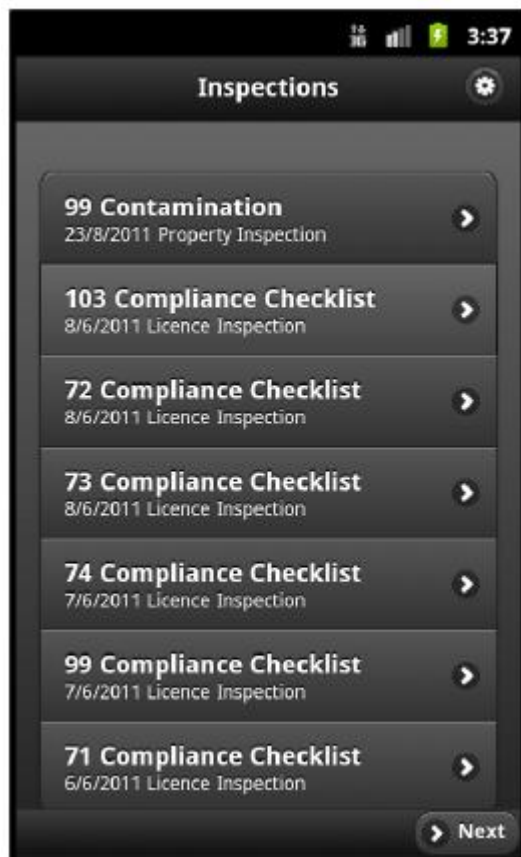 3G 3:37
Inspections
99 Contamination
23/8/2011 Property Inspection
103 Compliance Checklist
8/6/2011 Licence Inspection
72 Compliance Checklist
8/6/2011 Licence Inspection
73 Compliance Checklist
8/6/2011 Licence Inspection
74 Compliance Checklist
7/6/2011 Licence Inspection
99 Compliance Checklist
7/6/2011 Licence Inspection
71 Compliance Checklist
6/6/2011 Licence Inspection
Next